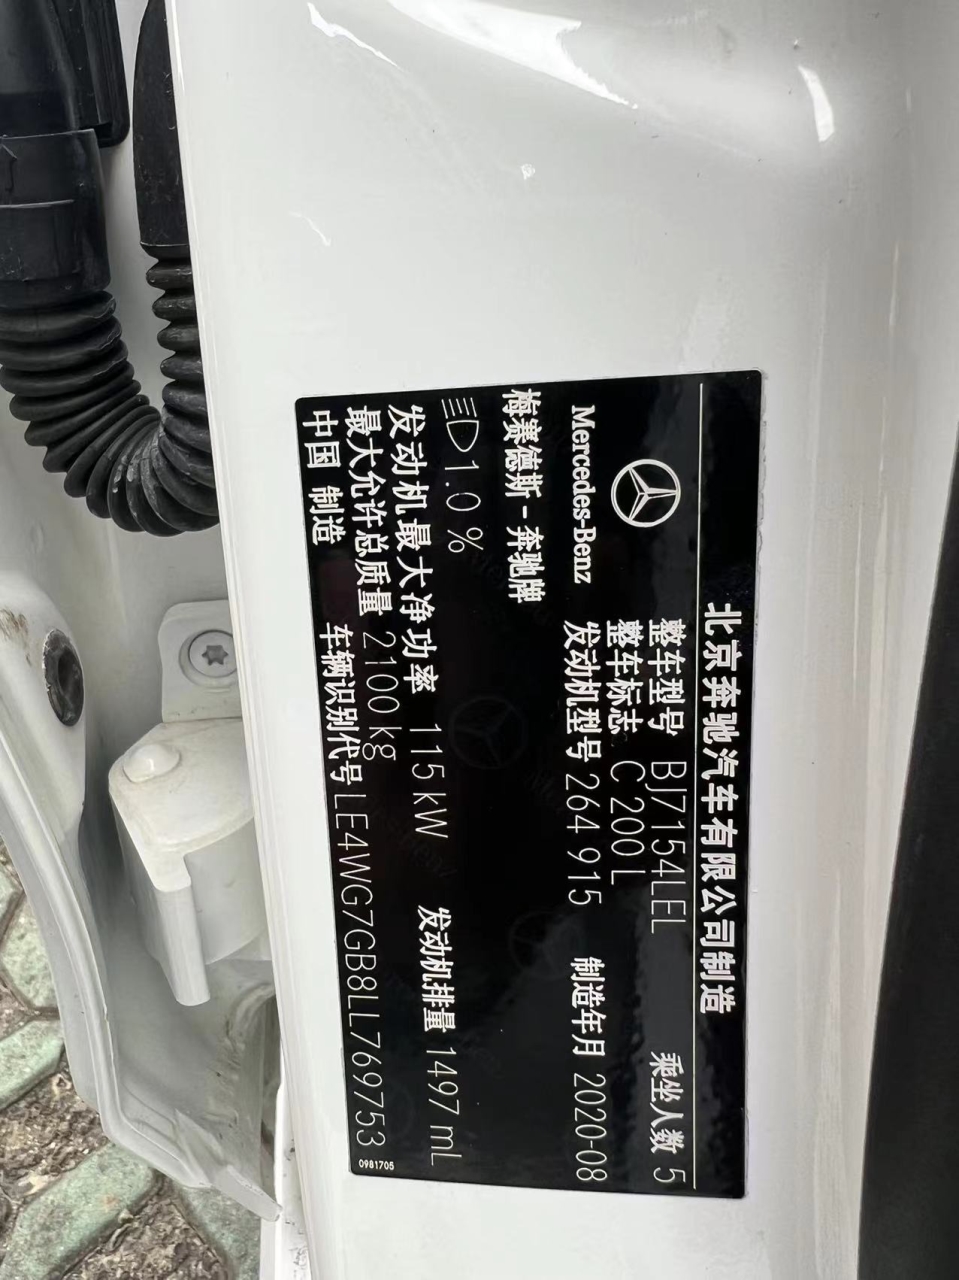 北京奔驰汽车有限公司制造
Mercedes-Benz
梅赛德斯-奔驰牌
整车型号 BJ7154LEL 乘坐人数 5
整车标志 C 200 L
发动机型号 264 915 制造年月 2020-08
1.0 %
发动机最大净功率 115 kW 发动机排量 1497 mL
最大允许总质量 2100 kg
中国 制造 车辆识别代号 LE4WG7GB8LL769753
0981705